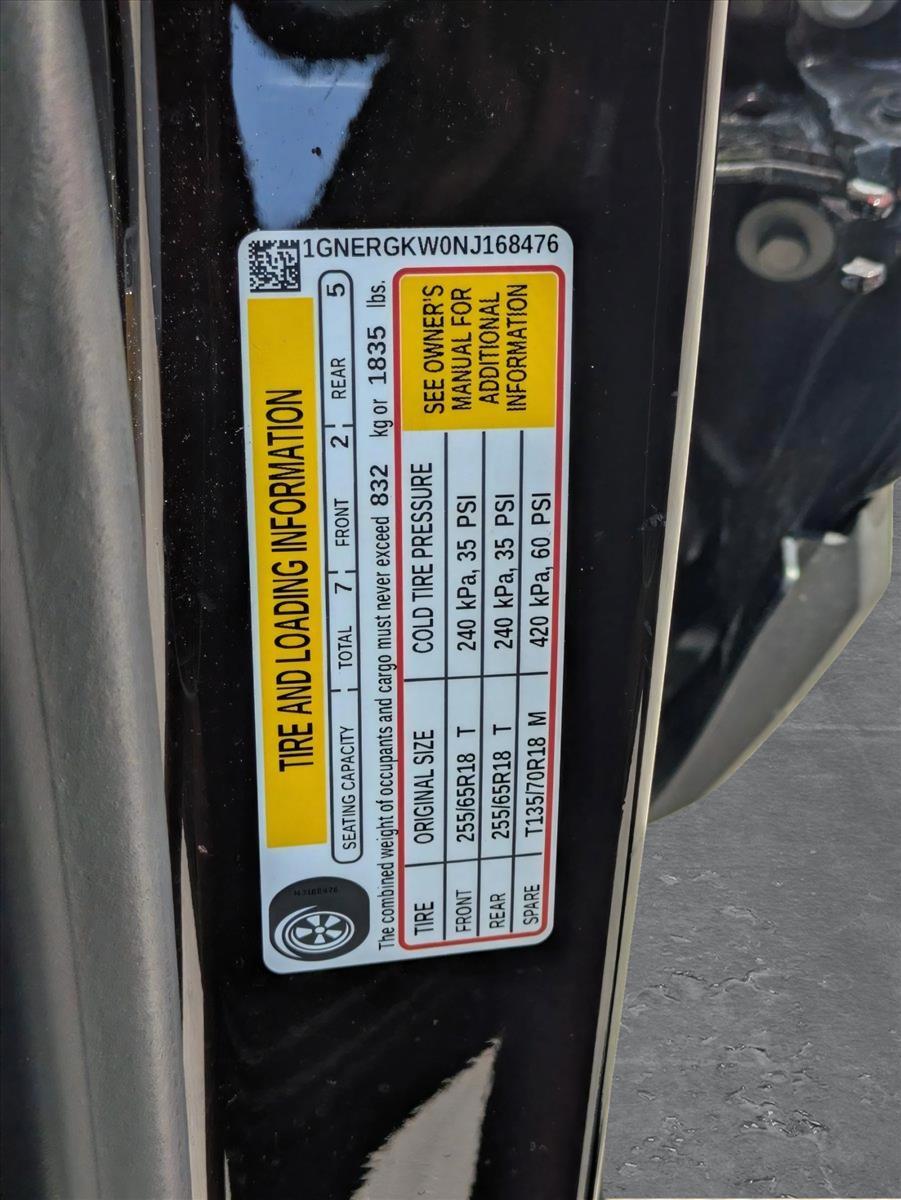 1GNERGKW0NJ168476
TIRE AND LOADING INFORMATION
SEATING CAPACITY TOTAL 7 FRONT 2 REAR 5
The combined weight of occupants and cargo must never exceed 832 kg or 1835 lbs.
TIRE ORIGINAL SIZE COLD TIRE PRESSURE
FRONT 255/65R18 T 240 kPa, 35 PSI
REAR 255/65R18 T 240 kPa, 35 PSI
SPARE T135/70R18 M 420 kPa, 60 PSI
SEE OWNER'S
MANUAL FOR
ADDITIONAL
INFORMATION
NJ168476